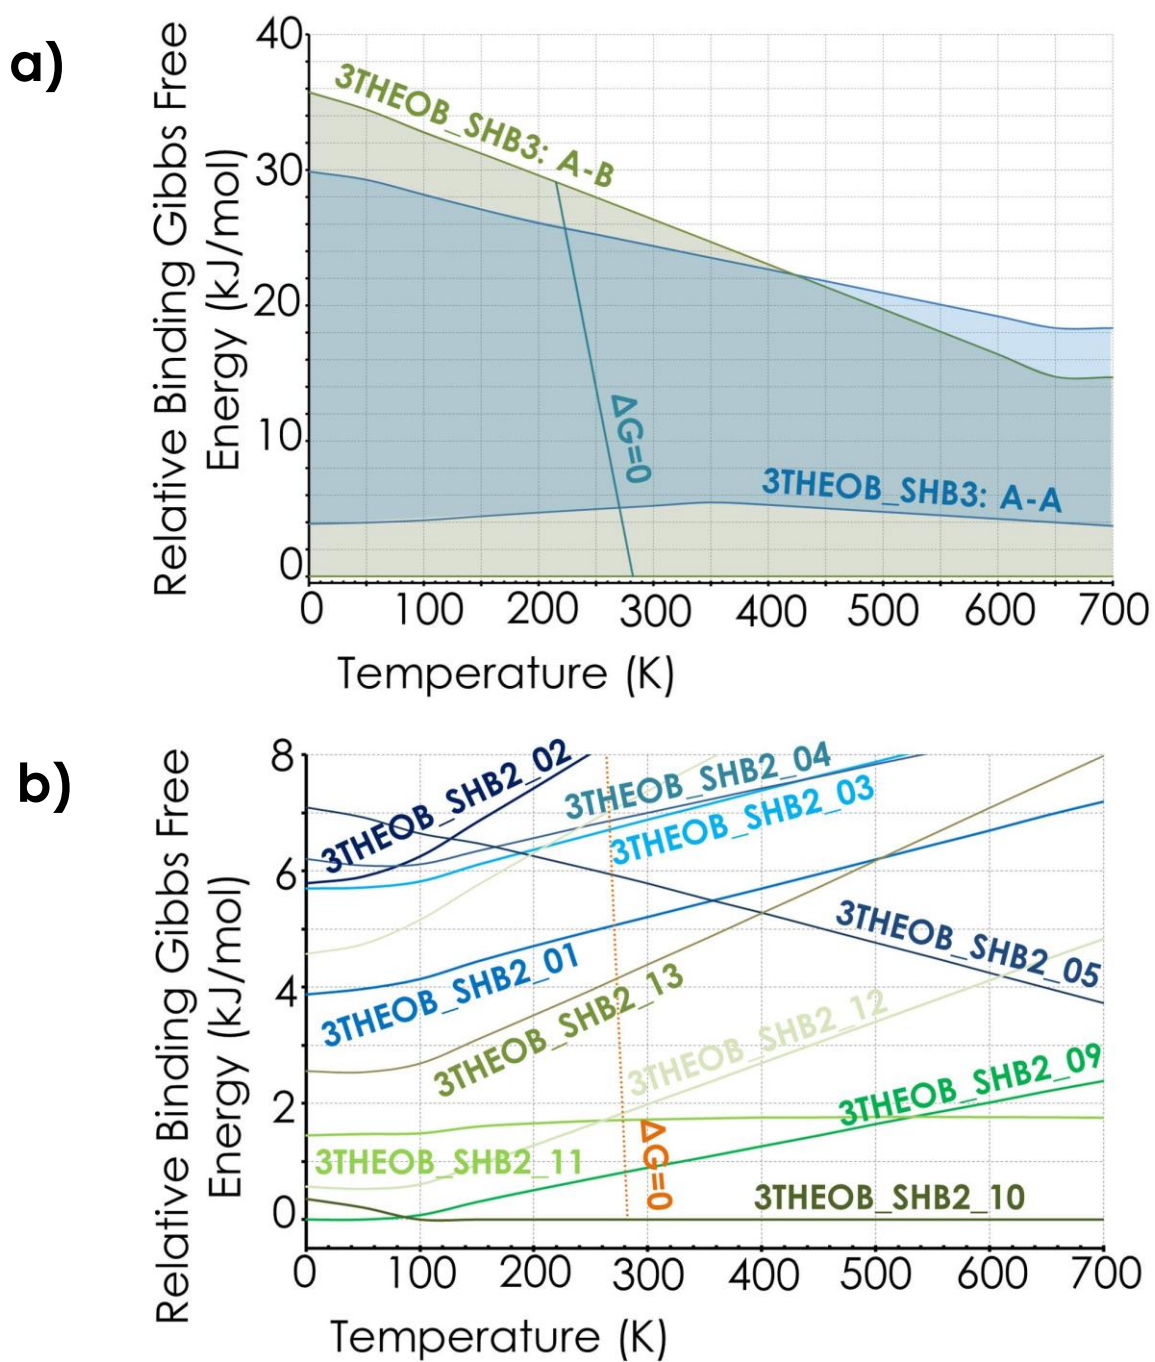 a)
Relative Binding Gibbs Free
Energy (kJ/mol)
40
30
20
10
0
3THEOB_SHB3: A-B
ΔG=0
3THEOB_SHB3: A-A
0 100 200 300 400 500 600 700
Temperature (K)
b)
Relative Binding Gibbs Free
Energy (kJ/mol)
8
6
4
2
0
3THEOB_SHB2_02
3THEOB_SHB2_04
3THEOB_SHB2_03
3THEOB_SHB2_05
3THEOB_SHB2_01
3THEOB_SHB2_13
3THEOB_SHB2_12
3THEOB_SHB2_09
3THEOB_SHB2_11
ΔG=0
3THEOB_SHB2_10
0 100 200 300 400 500 600 700
Temperature (K)